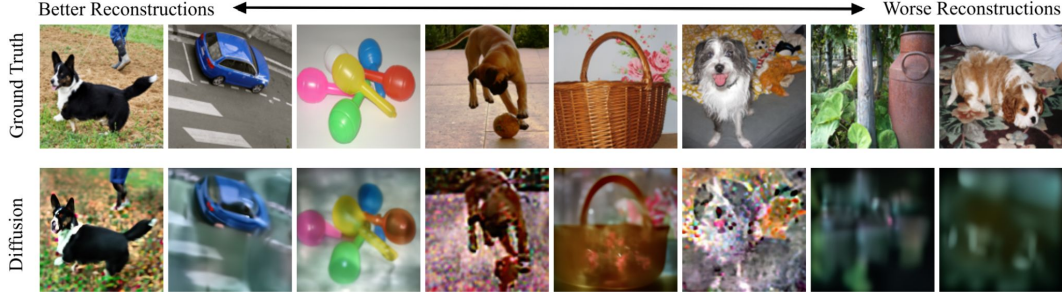 Better Reconstructions
Worse Reconstructions
Ground Truth
Diffusion